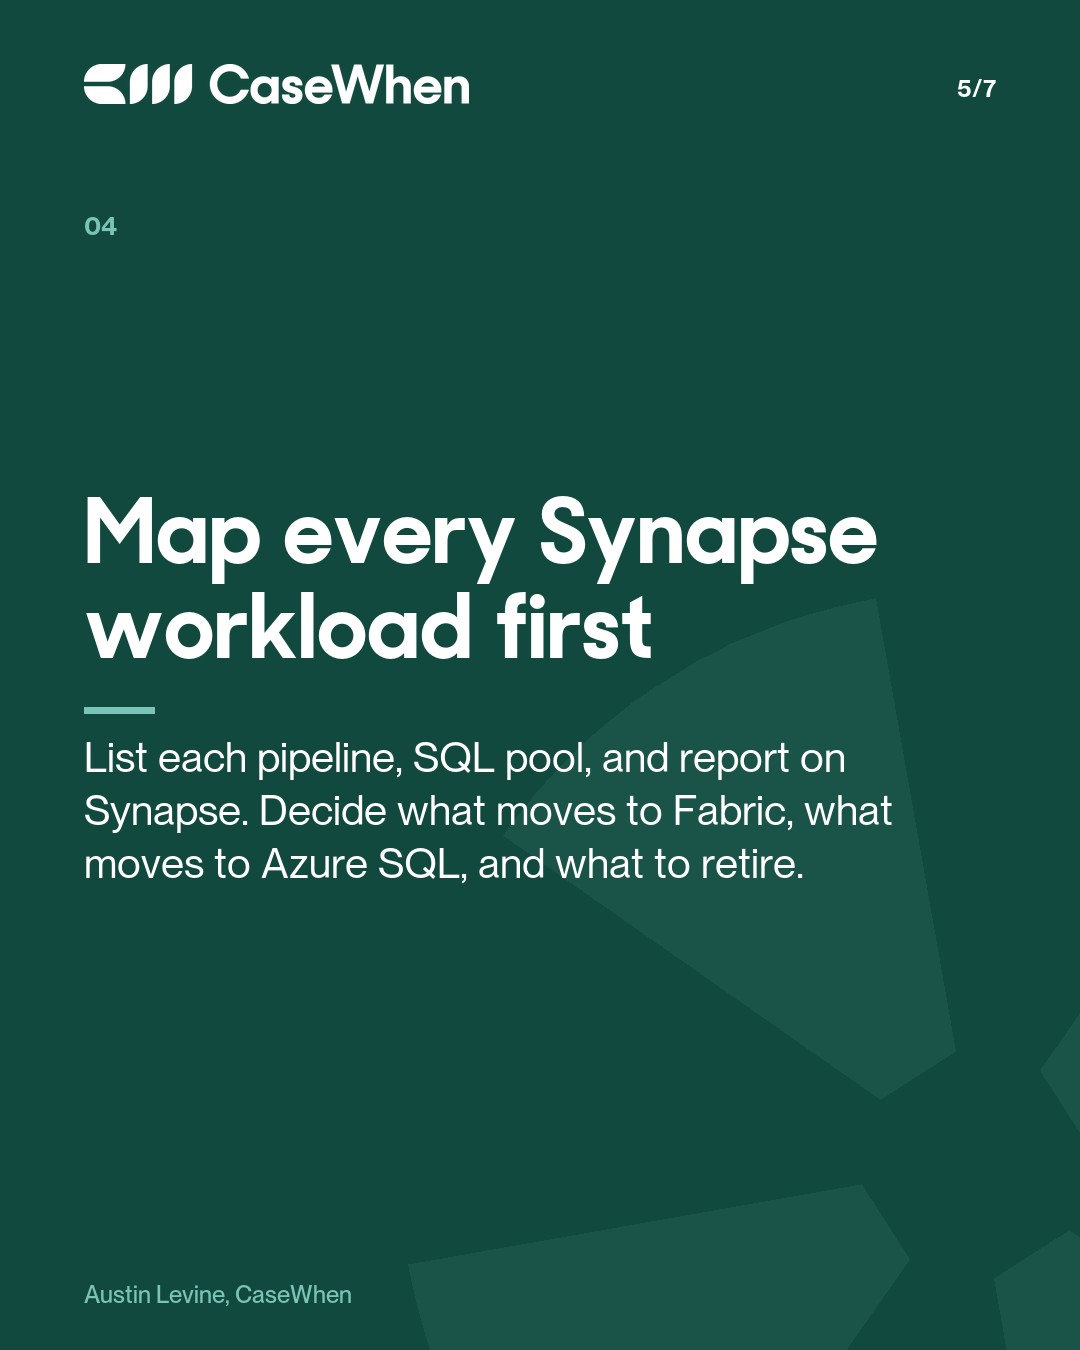 CaseWhen
5/7
04
Map every Synapse
workload first
List each pipeline, SQL pool, and report on
Synapse. Decide what moves to Fabric, what
moves to Azure SQL, and what to retire.
Austin Levine, CaseWhen